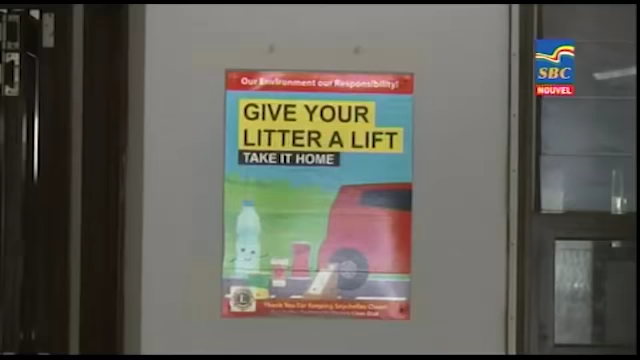 Our Environment our Responsibility!
GIVE YOUR
LITTER A LIFT
TAKE IT HOME
Thank You For Keeping Seychelles Clean!
SBC
NOUVEL